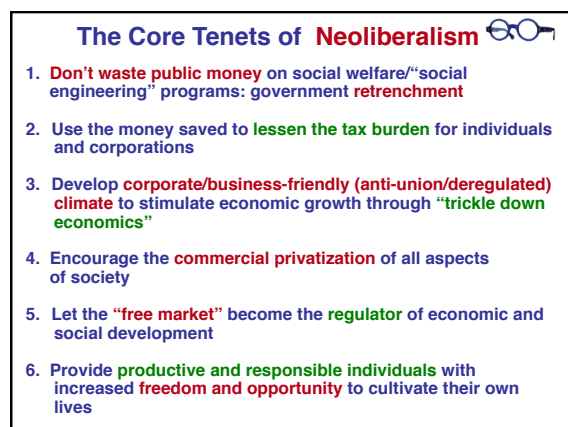 The Core Tenets of Neoliberalism
1. Don't waste public money on social welfare/“social
engineering” programs: government retrenchment
2. Use the money saved to lessen the tax burden for individuals
and corporations
3. Develop corporate/business-friendly (anti-union/deregulated)
climate to stimulate economic growth through “trickle down
economics”
4. Encourage the commercial privatization of all aspects
of society
5. Let the “free market” become the regulator of economic and
social development
6. Provide productive and responsible individuals with
increased freedom and opportunity to cultivate their own
lives